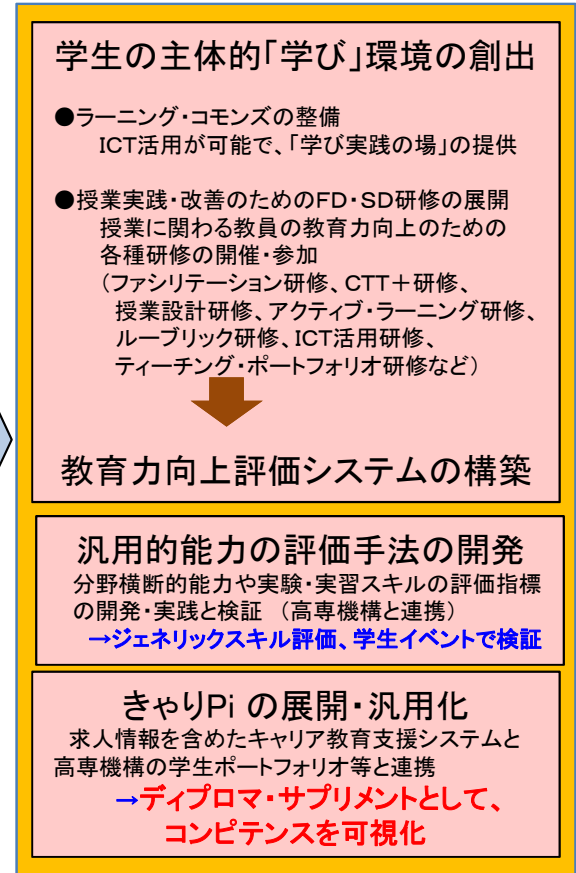 学生の主体的「学び」環境の創出
●ラーニング・コモンズの整備
ICT活用が可能で、「学び実践の場」の提供
●授業実践・改善のためのFD・SD研修の展開
授業に関わる教員の教育力向上のための
各種研修の開催・参加
(ファシリテーション研修、CTT+研修、
授業設計研修、アクティブ・ラーニング研修、
ルーブリック研修、ICT活用研修、
ティーチング・ポートフォリオ研修など)
教育力向上評価システムの構築
汎用的能力の評価手法の開発
分野横断的能力や実験・実習スキルの評価指標
の開発・実践と検証 (高専機構と連携)
→ジェネリックスキル評価、学生イベントで検証
きゃりPi の展開・汎用化
求人情報を含めたキャリア教育支援システムと
高専機構の学生ポートフォリオ等と連携
→ディプロマ・サプリメントとして、
コンピテンスを可視化